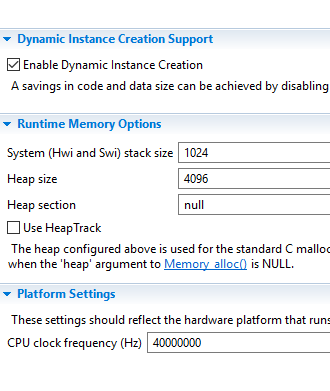 Dynamic Instance Creation Support
Enable Dynamic Instance Creation
A savings in code and data size can be achieved by disabling
Runtime Memory Options
System (Hwi and Swi) stack size 1024
Heap size 4096
Heap section null
Use HeapTrack
The heap configured above is used for the standard C malloc
when the 'heap' argument to Memory_alloc() is NULL.
Platform Settings
These settings should reflect the hardware platform that runs
CPU clock frequency (Hz) 40000000